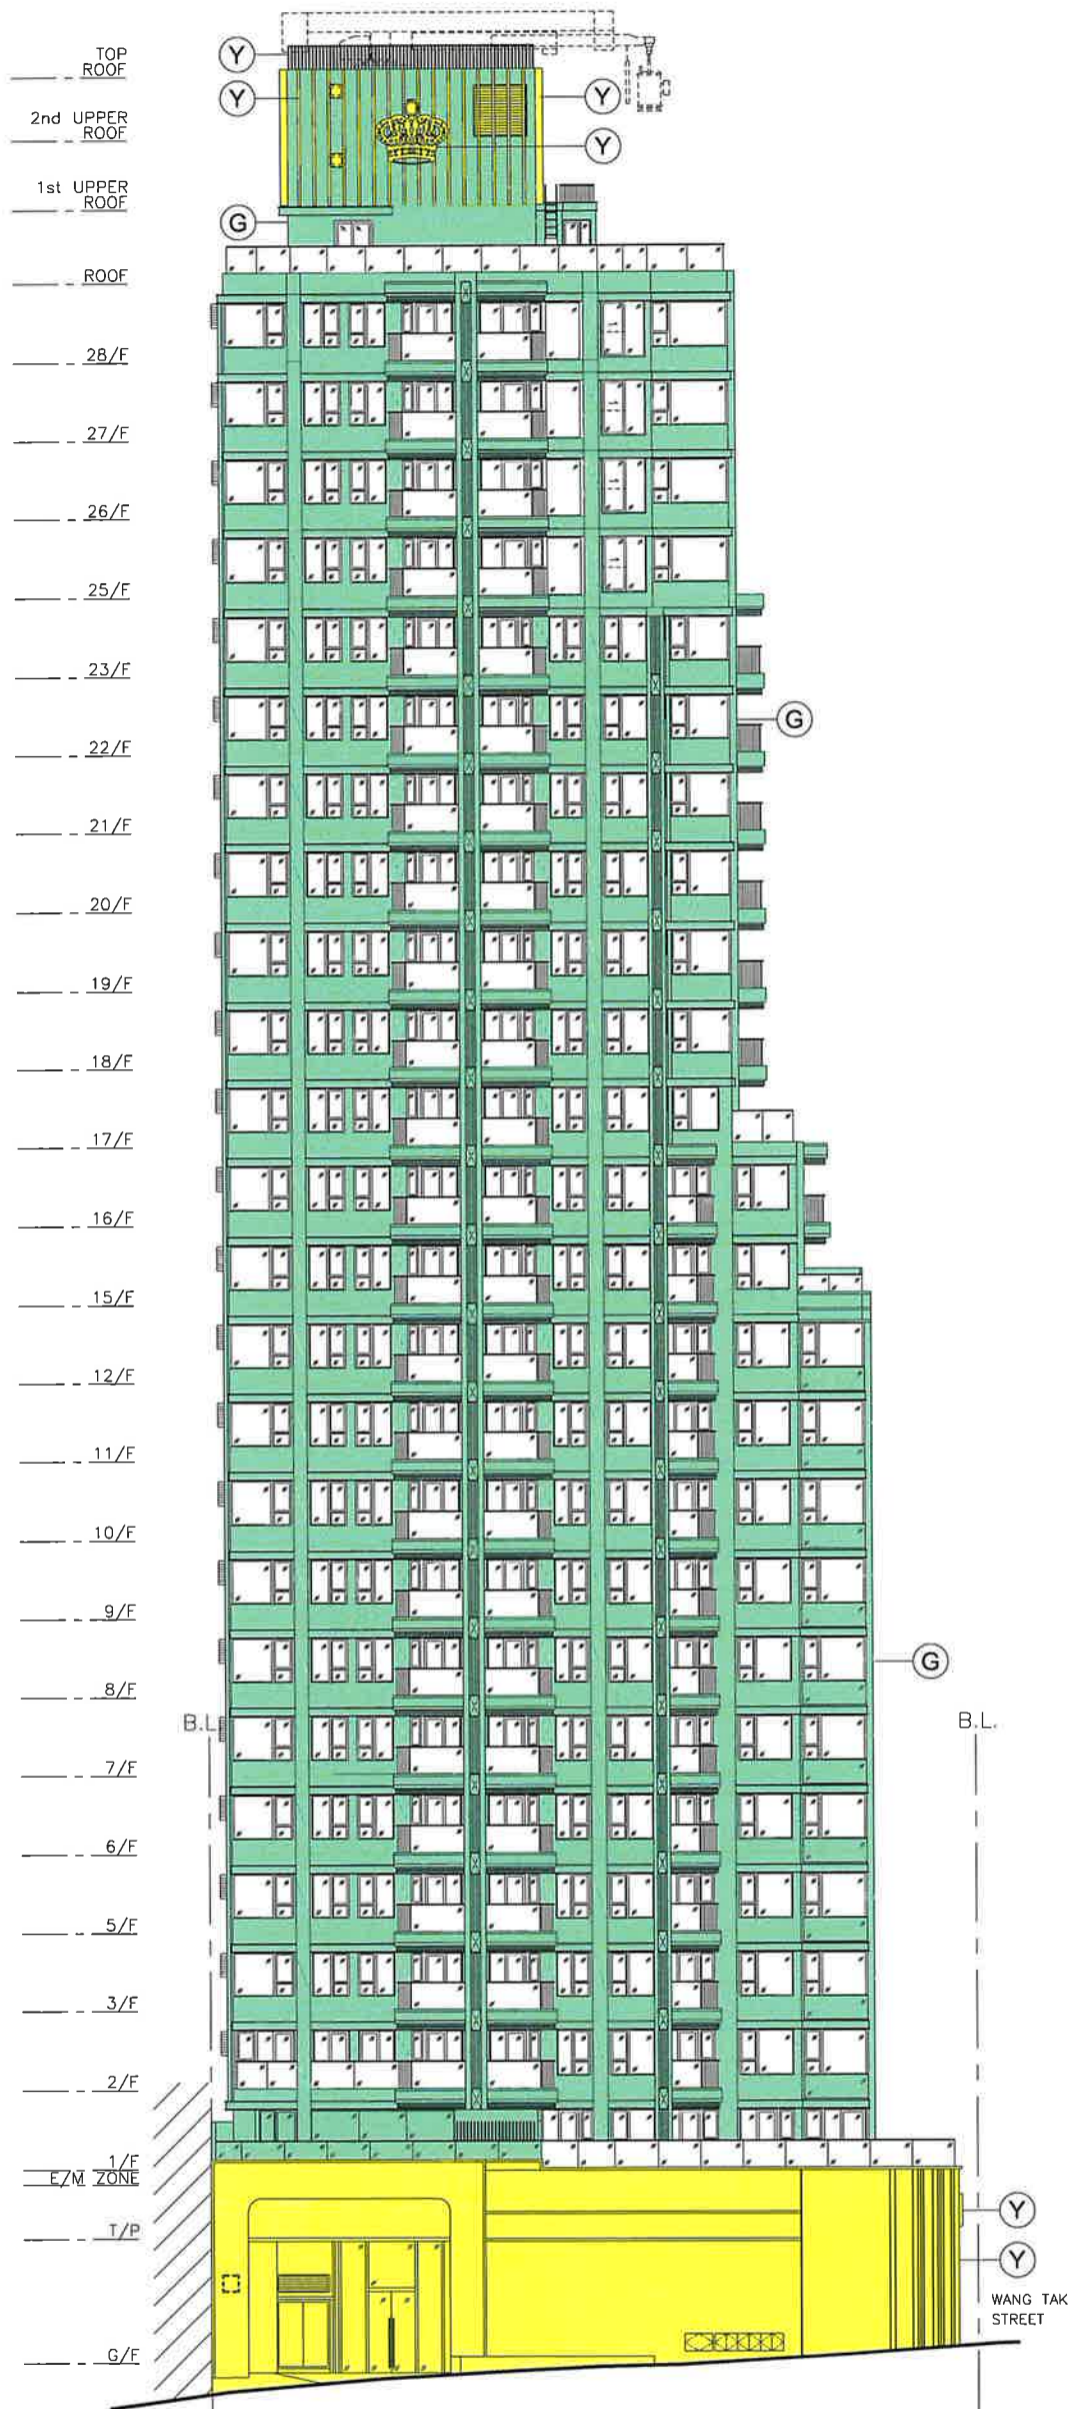 TOP
ROOF
Y
Y
Y
2nd UPPER
ROOF
Y
1st UPPER
ROOF
G
ROOF
28/F
27/F
26/F
25/F
23/F
G
22/F
21/F
20/F
19/F
18/F
17/F
16/F
15/F
12/F
11/F
10/F
9/F
G
8/F
B.L.
B.L.
7/F
6/F
5/F
3/F
2/F
1/F
E/M ZONE
Y
T/P
Y
WANG TAK
STREET
G/F